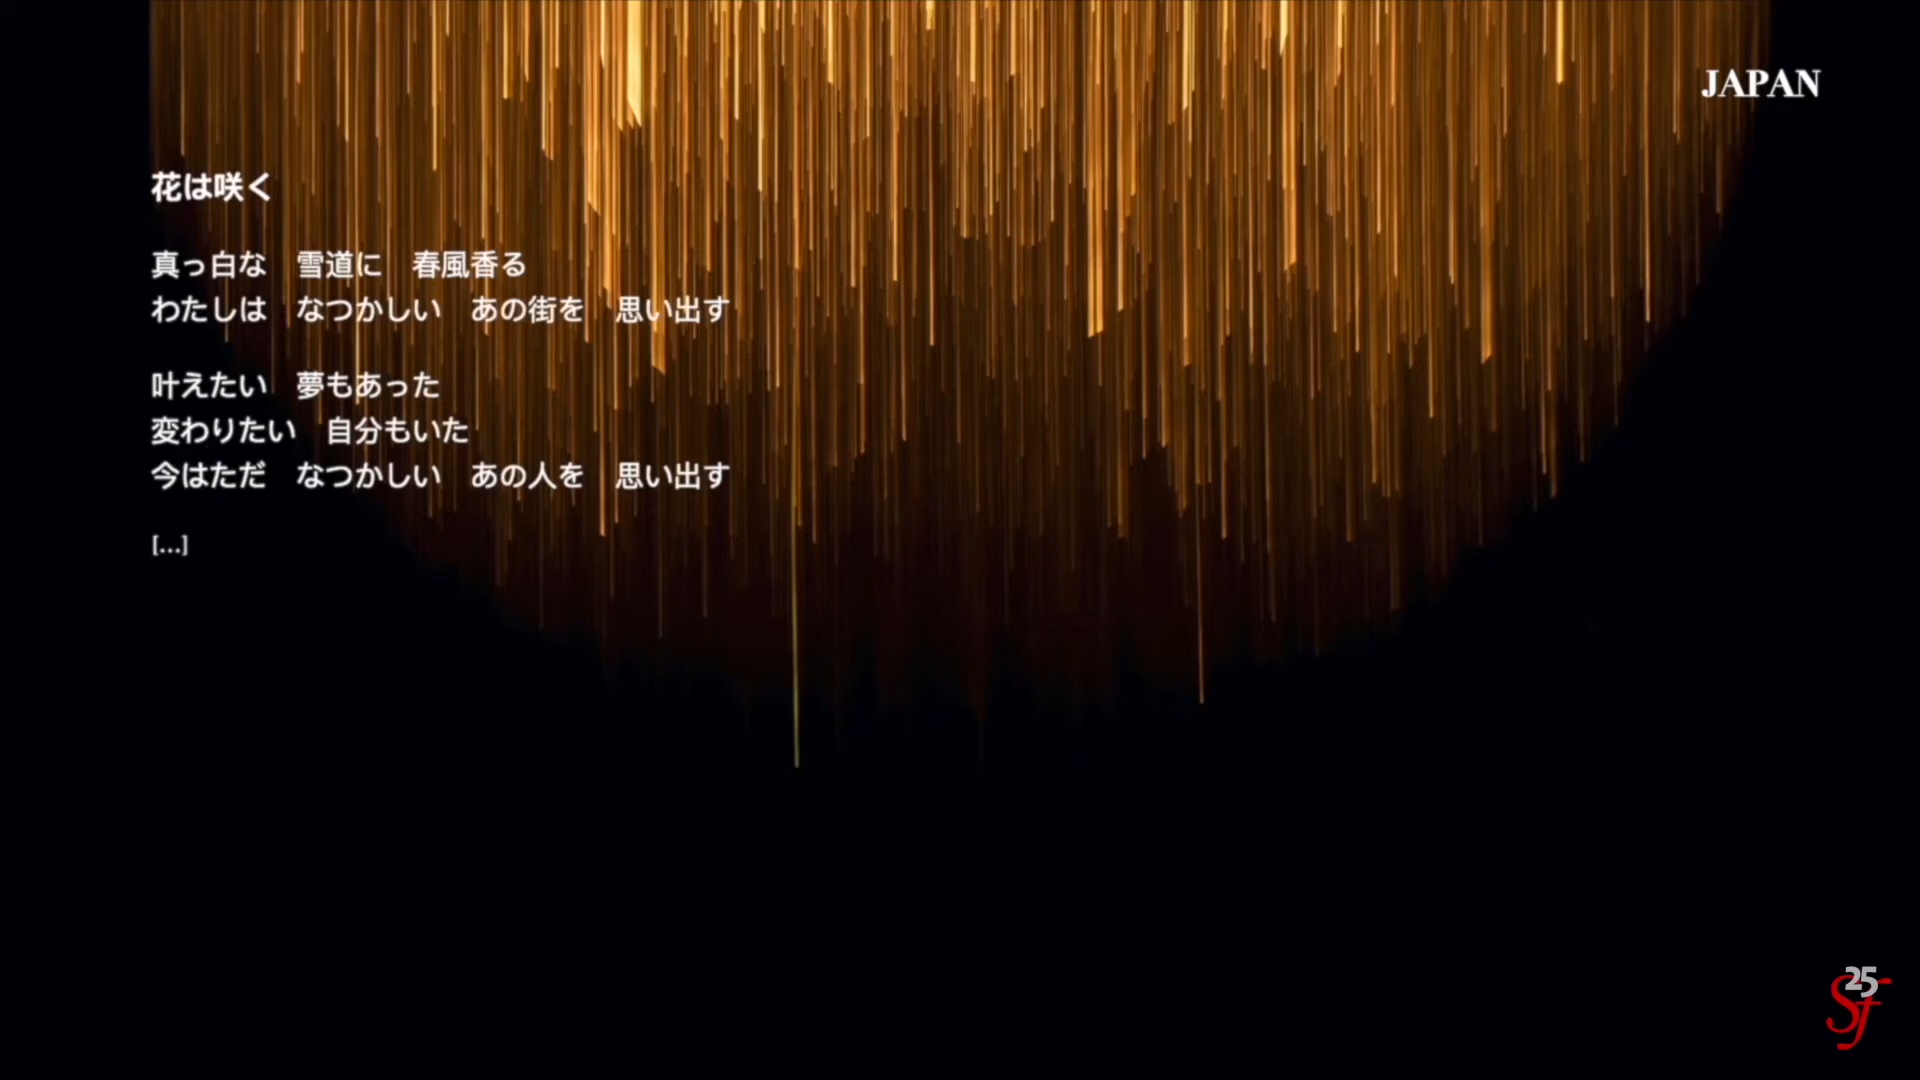 JAPAN
花は咲く
真っ白な　雪道に　春風香る
わたしは　なつかしい　あの街を　思い出す
叶えたい　夢もあった
変わりたい　自分もいた
今はただ　なつかしい　あの人を　思い出す
[...]
25
Sf